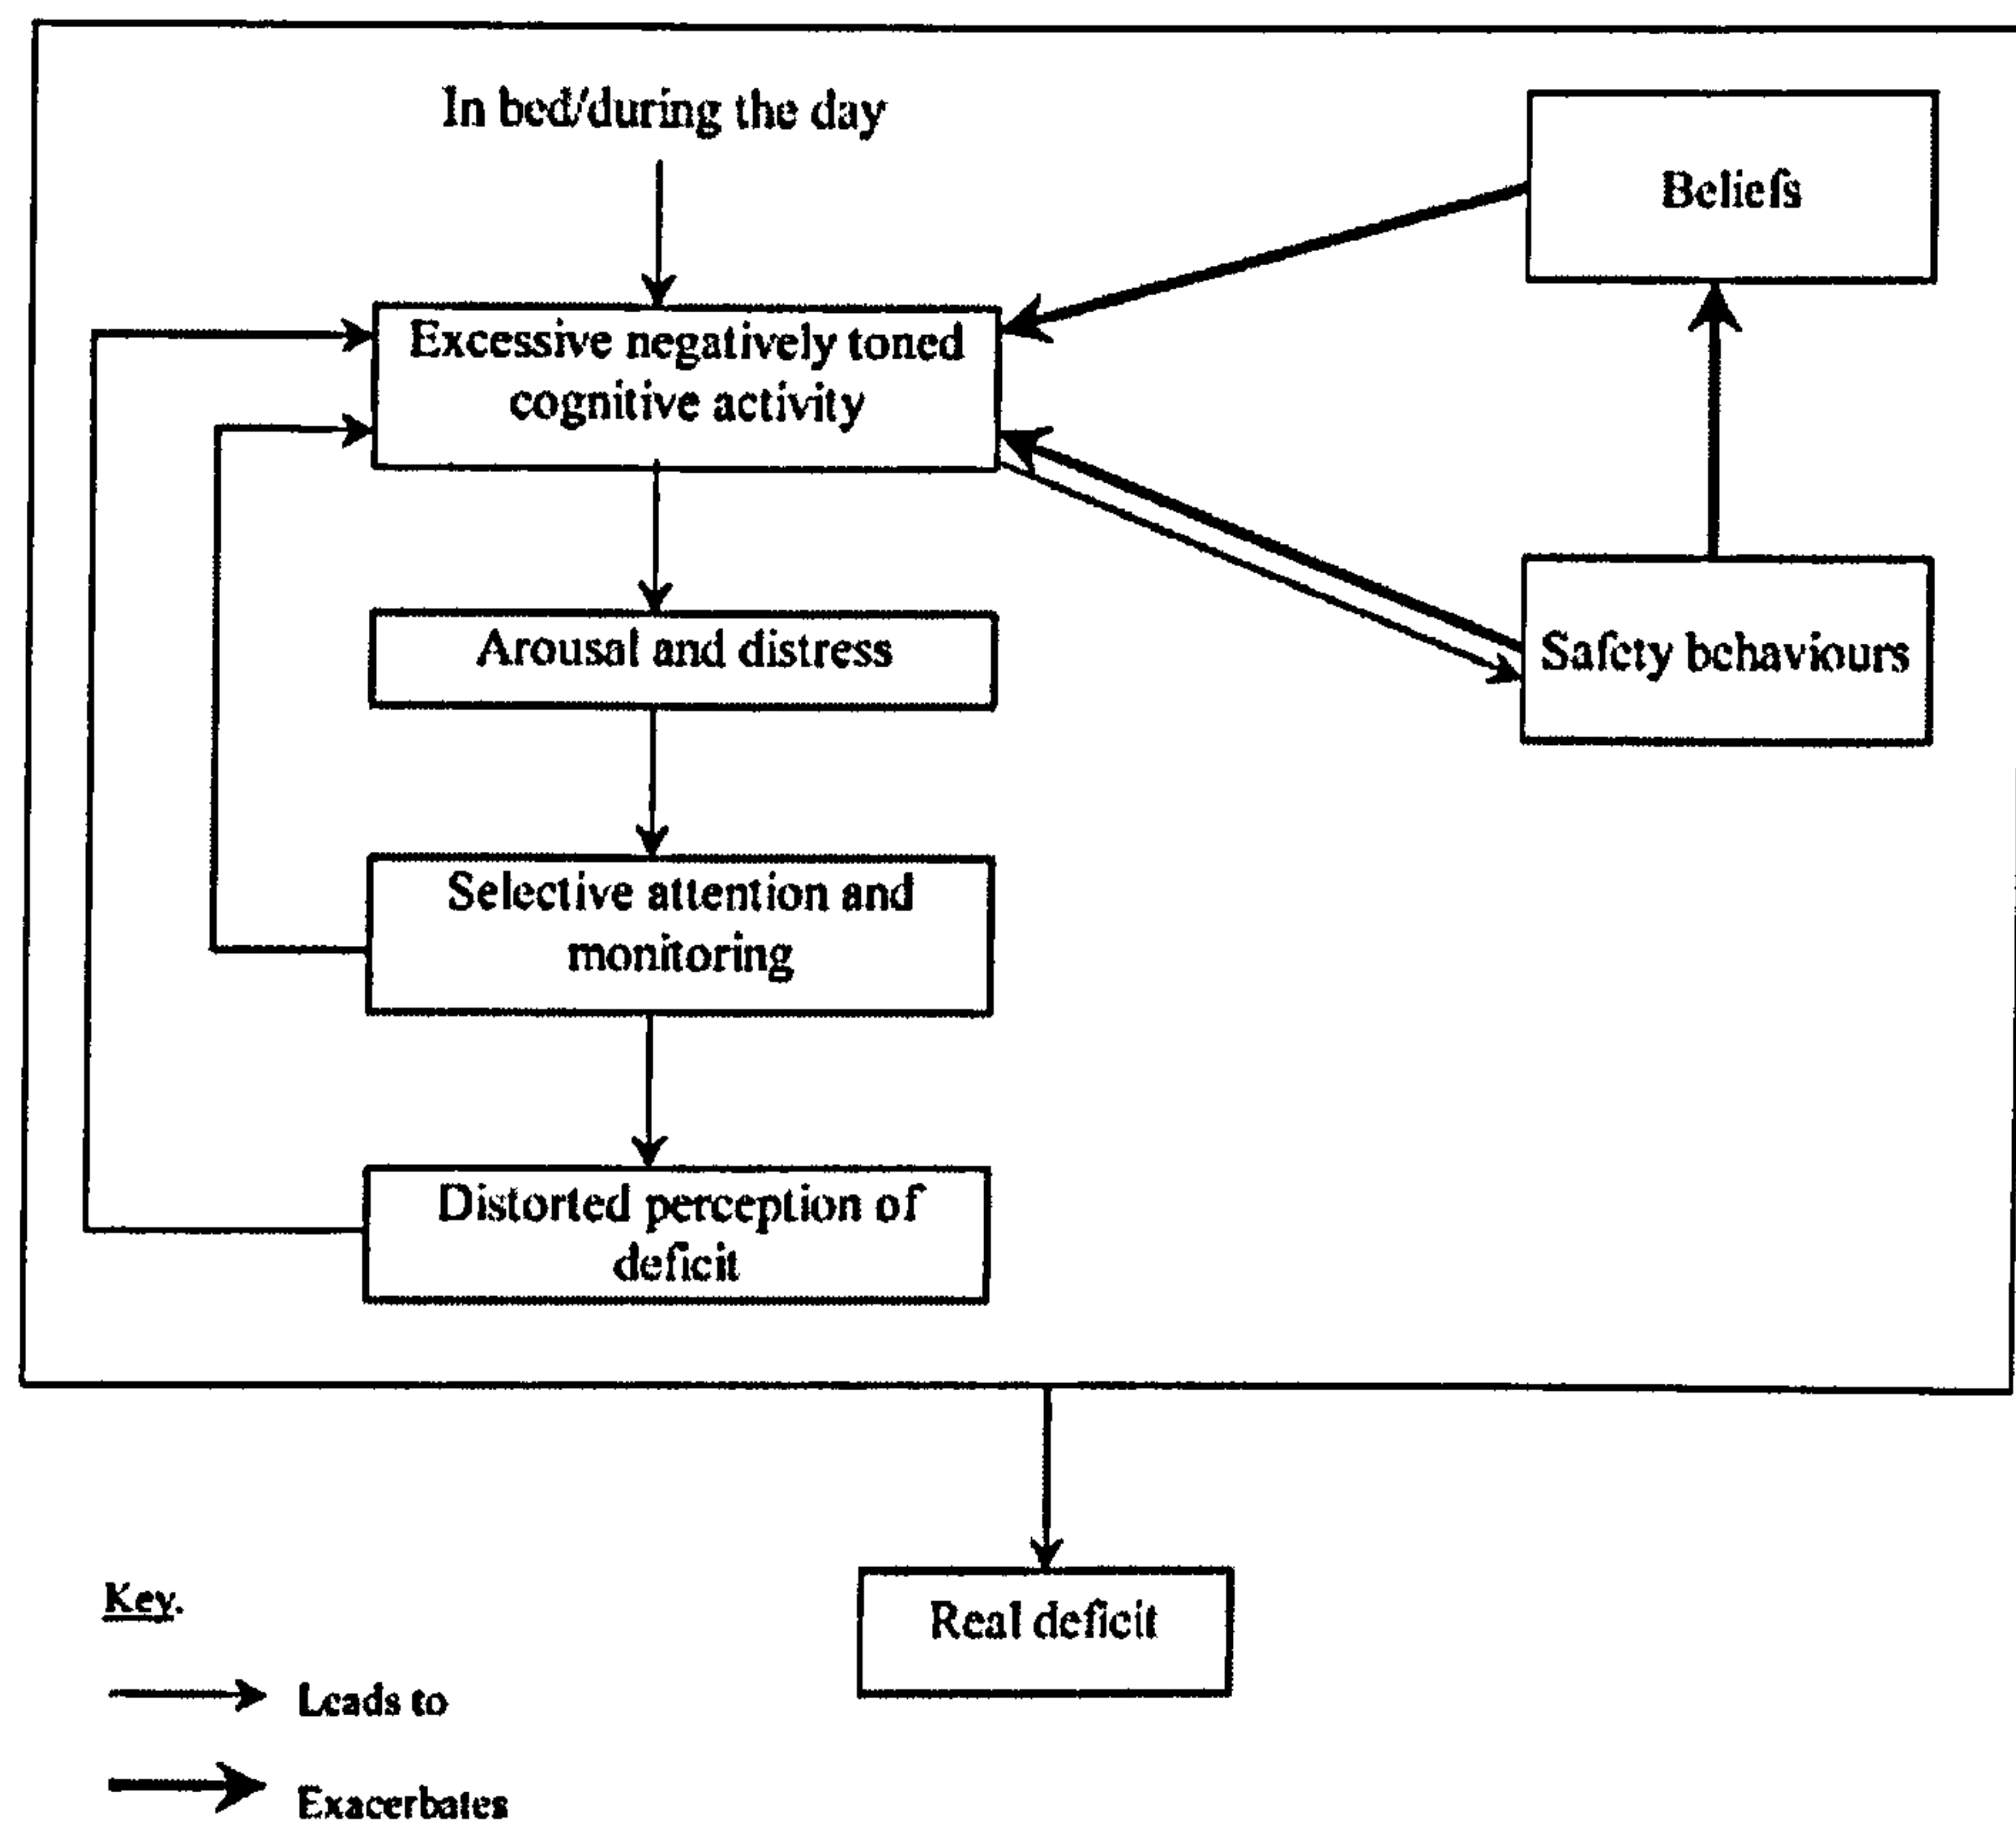 In bed/during the day
Beliefs
Excessive negatively toned
cognitive activity
Arousal and distress
Safety behaviours
Selective attention and
monitoring
Distorted perception of
deficit
Real deficit
Key.
Leads to
Exacerbates